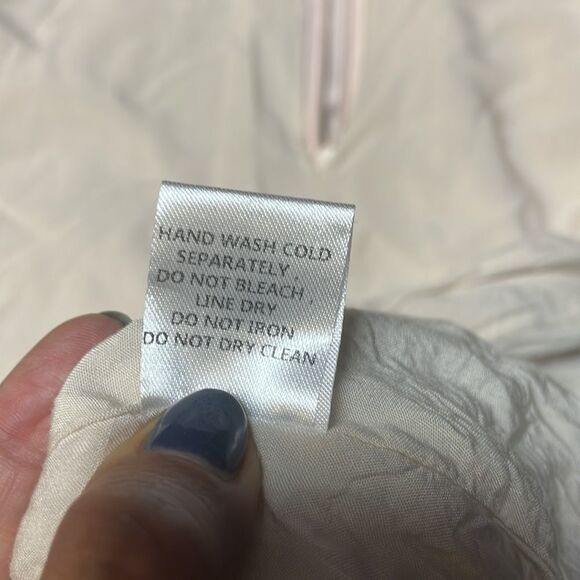 HAND WASH COLD
SEPARATELY ,
DO NOT BLEACH ,
LINE DRY
DO NOT IRON
DO NOT DRY CLEAN